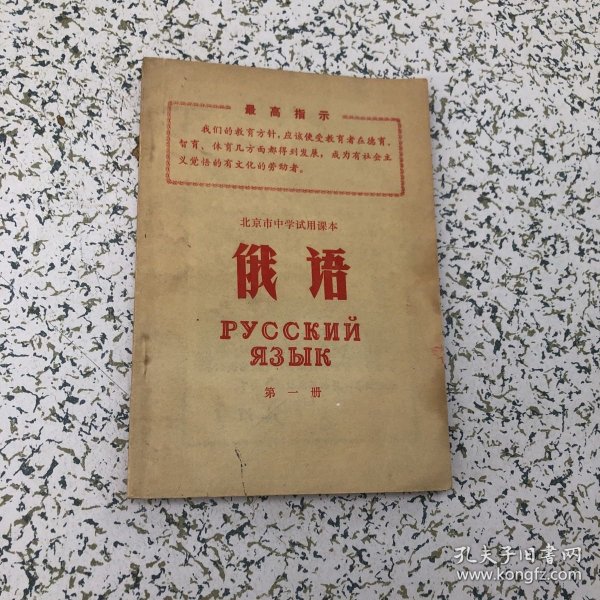 最高指示
我们的教育方针，应该使受教育者在德育、
智育、体育几方面都得到发展，成为有社会主
义觉悟的有文化的劳动者。
北京市中学试用课本
俄语
РУССКИЙ
ЯЗЫК
第一册
孔夫子旧书网
www.kongfz.com